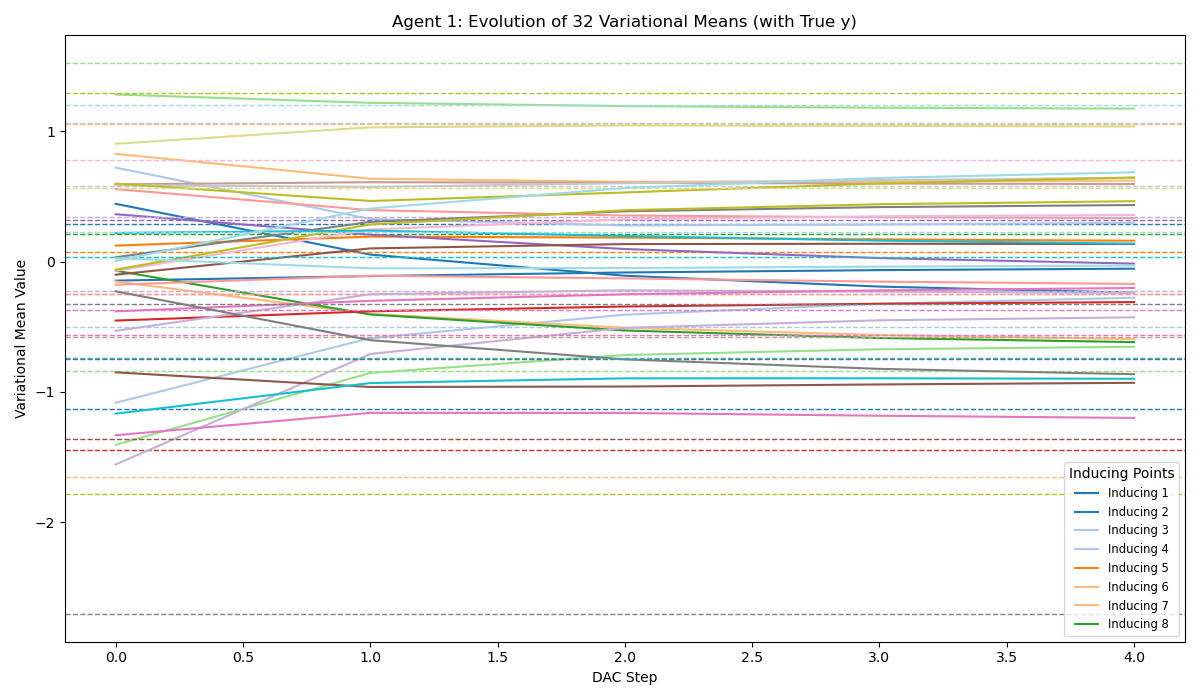 Agent 1: Evolution of 32 Variational Means (with True y)
Variational Mean Value
1
0
−1
−2
Inducing Points
Inducing 1
Inducing 2
Inducing 3
Inducing 4
Inducing 5
Inducing 6
Inducing 7
Inducing 8
0.0 0.5 1.0 1.5 2.0 2.5 3.0 3.5 4.0
DAC Step